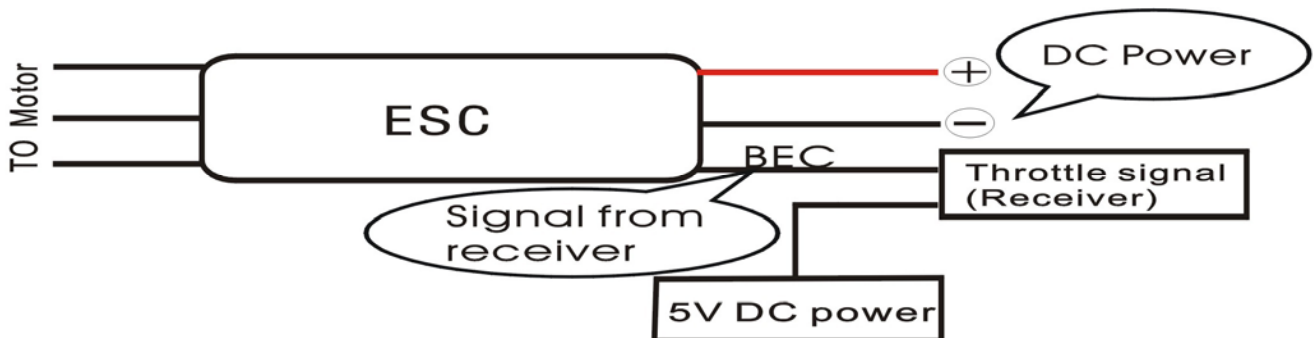 TO Motor
ESC
+
DC Power
−
BEC
Throttle signal
(Receiver)
Signal from
receiver
5V DC power